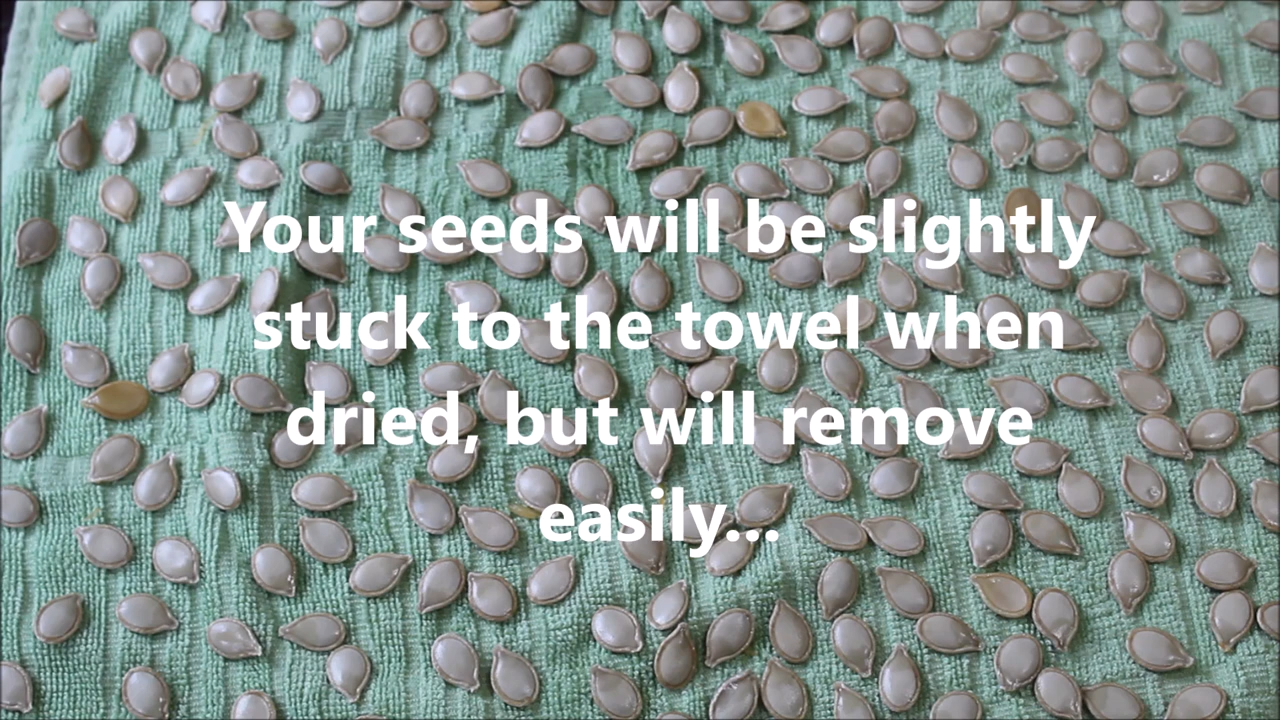 Your seeds will be slightly
stuck to the towel when
dried, but will remove
easily...